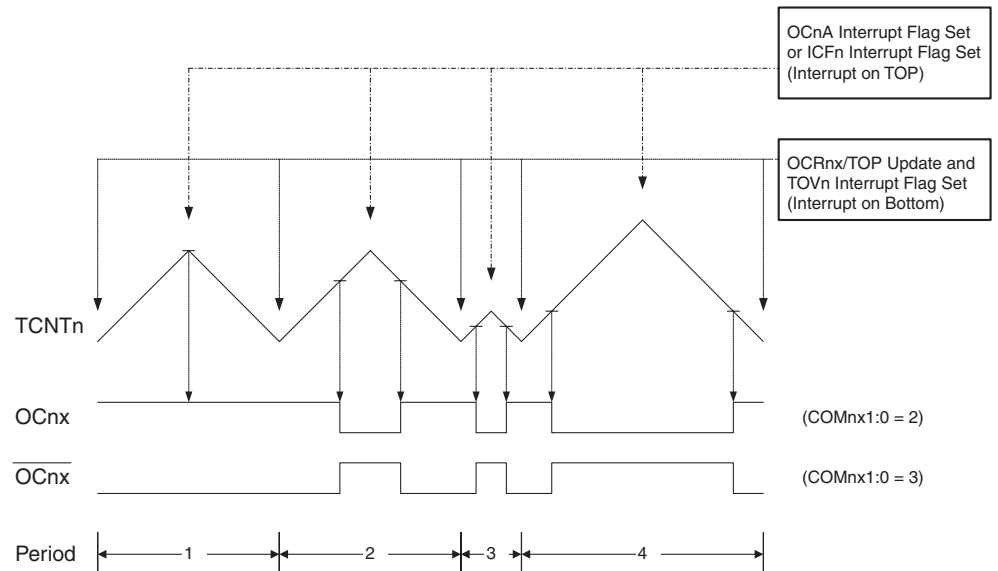 OCnA Interrupt Flag Set
or ICFn Interrupt Flag Set
(Interrupt on TOP)
OCRnx/TOP Update and
TOVn Interrupt Flag Set
(Interrupt on Bottom)
TCNTn
OCnx
(COMnx1:0 = 2)
OCnx
(COMnx1:0 = 3)
Period
1
2
3
4